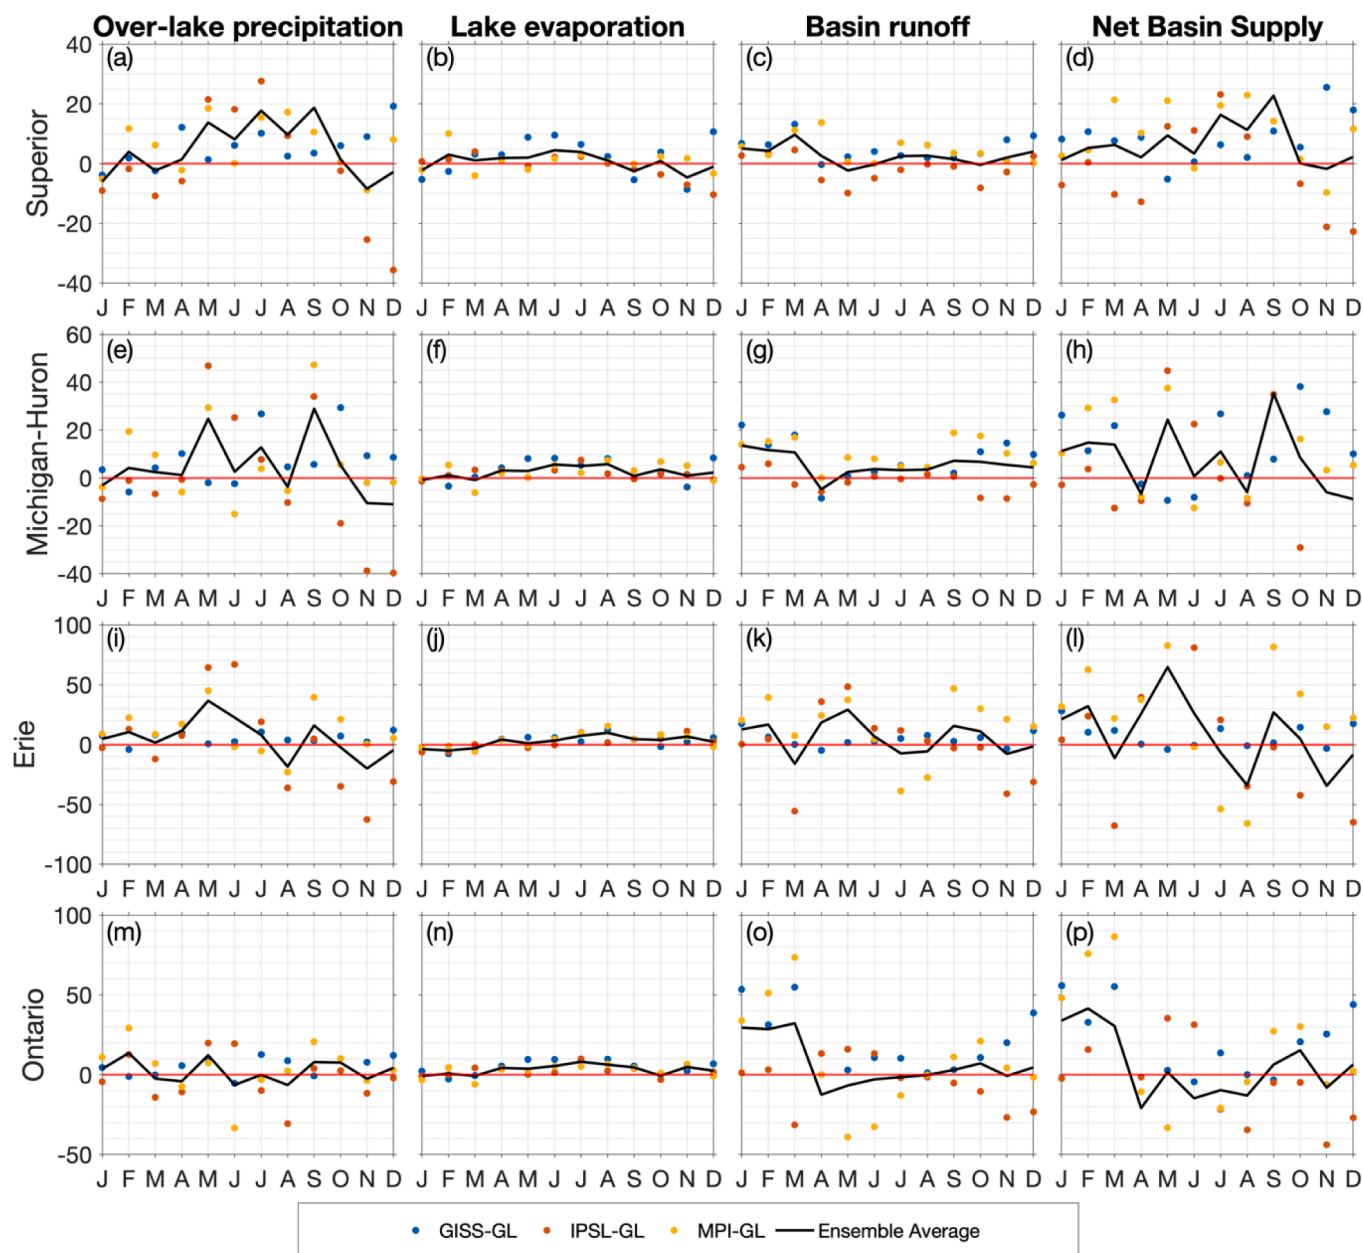 Over-lake precipitation Lake evaporation Basin runoff Net Basin Supply
Superior
40
20
0
-20
-40
(a) (b) (c) (d)
J F M A M J J A S O N D J F M A M J J A S O N D J F M A M J J A S O N D J F M A M J J A S O N D
Michigan-Huron
60
40
20
0
-20
-40
(e) (f) (g) (h)
J F M A M J J A S O N D J F M A M J J A S O N D J F M A M J J A S O N D J F M A M J J A S O N D
Erie
100
50
0
-50
-100
(i) (j) (k) (l)
J F M A M J J A S O N D J F M A M J J A S O N D J F M A M J J A S O N D J F M A M J J A S O N D
Ontario
100
50
0
-50
(m) (n) (o) (p)
J F M A M J J A S O N D J F M A M J J A S O N D J F M A M J J A S O N D J F M A M J J A S O N D
GISS-GL IPSL-GL MPI-GL Ensemble Average